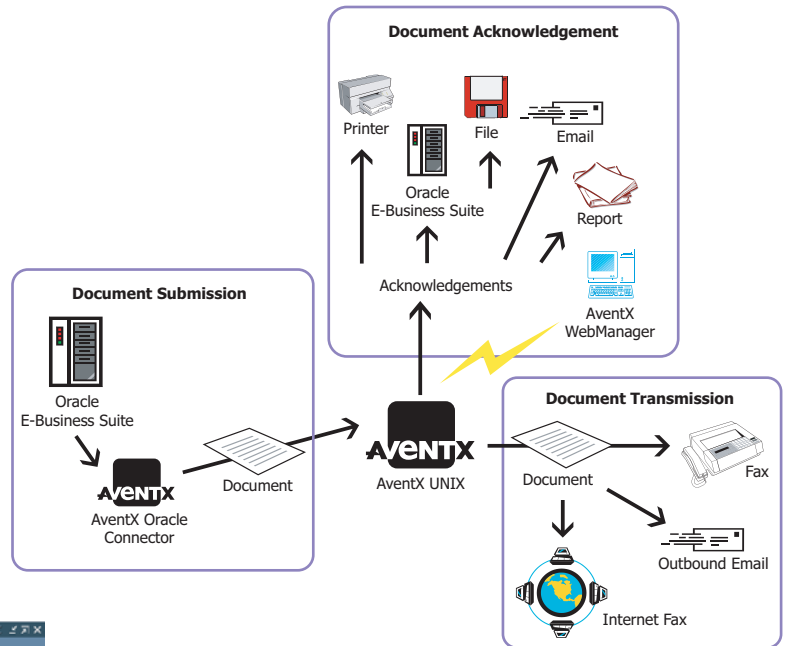 Document Acknowledgement
Printer
File
Email
Oracle
E-Business Suite
Report
Acknowledgements
AventX
WebManager
Document Submission
Oracle
E-Business Suite
AVENTX
AventX Oracle
Connector
Document
AVENTX
AventX UNIX
Document Transmission
Document
Fax
Outbound Email
Internet Fax